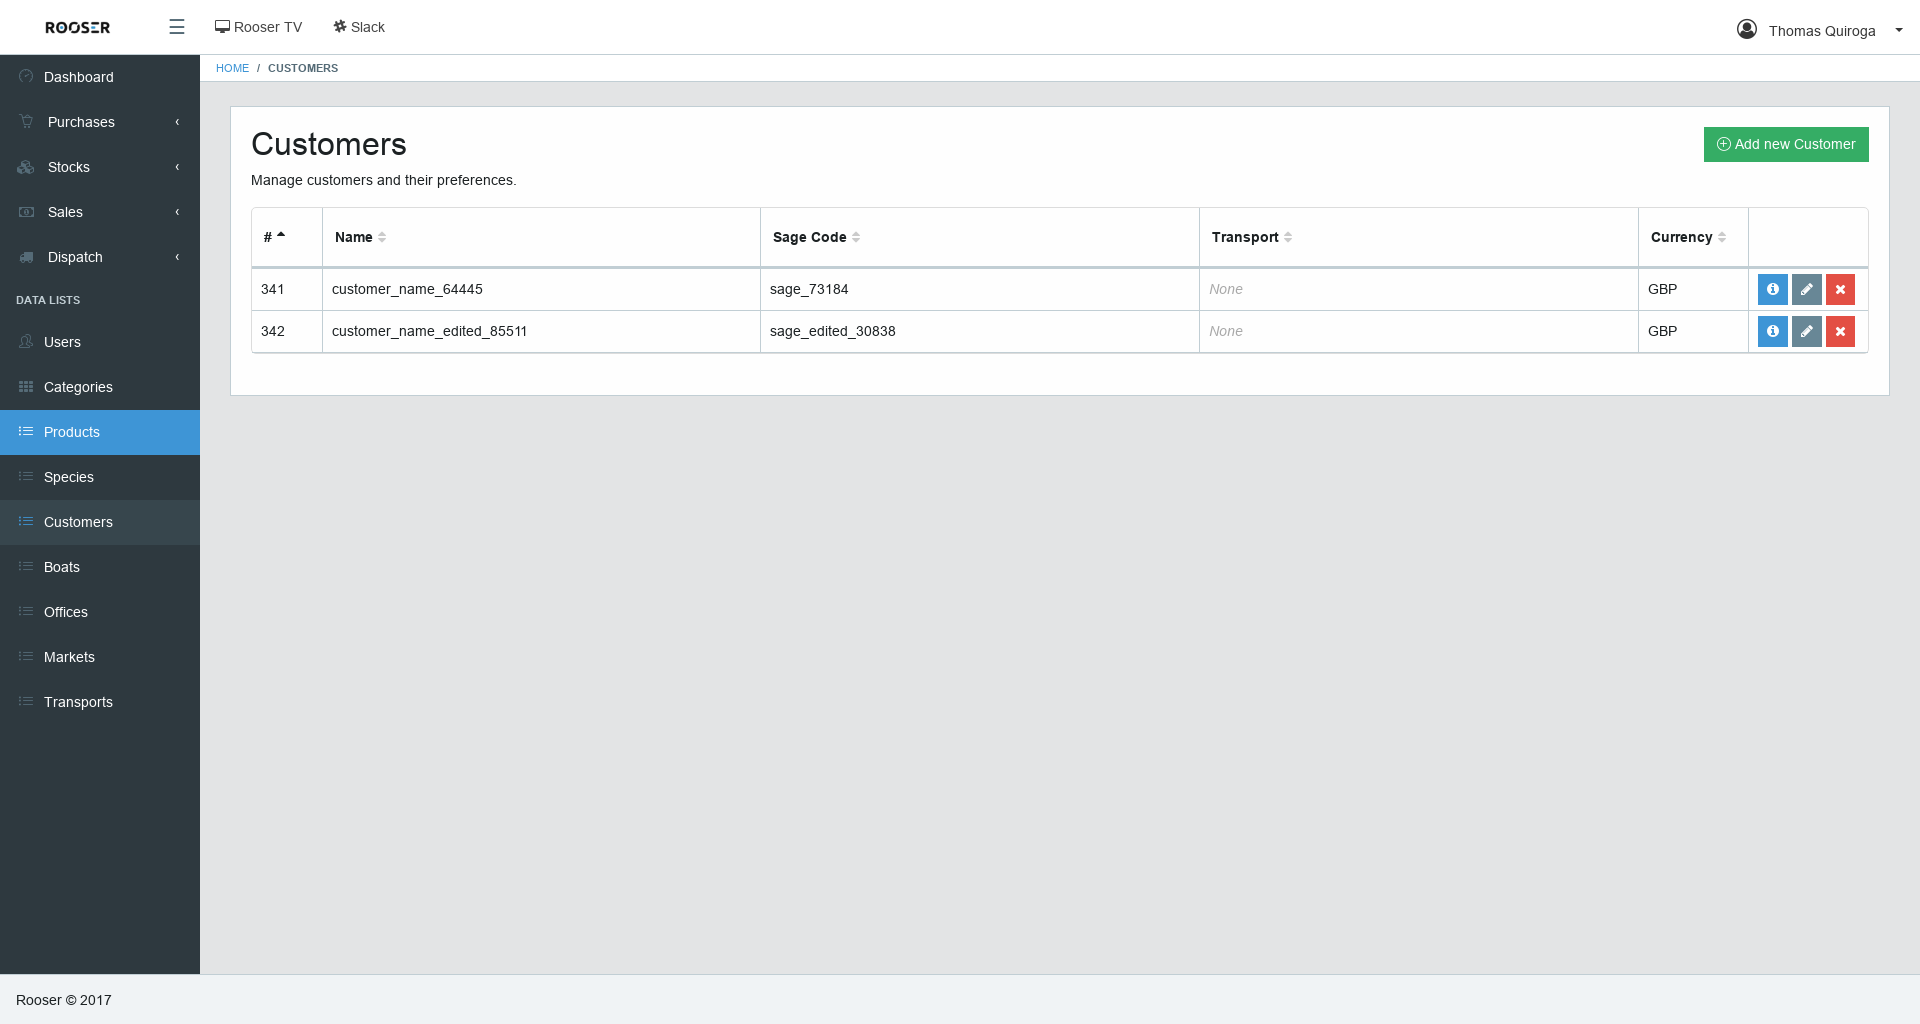 ROOSER
☰
Rooser TV
Slack
Thomas Quiroga
HOME / CUSTOMERS
Dashboard
Purchases
Stocks
Sales
Dispatch
DATA LISTS
Users
Categories
Products
Species
Customers
Boats
Offices
Markets
Transports
Customers
Add new Customer
Manage customers and their preferences.
# Name Sage Code Transport Currency
341 customer_name_64445 sage_73184 None GBP
342 customer_name_edited_85511 sage_edited_30838 None GBP
Rooser © 2017